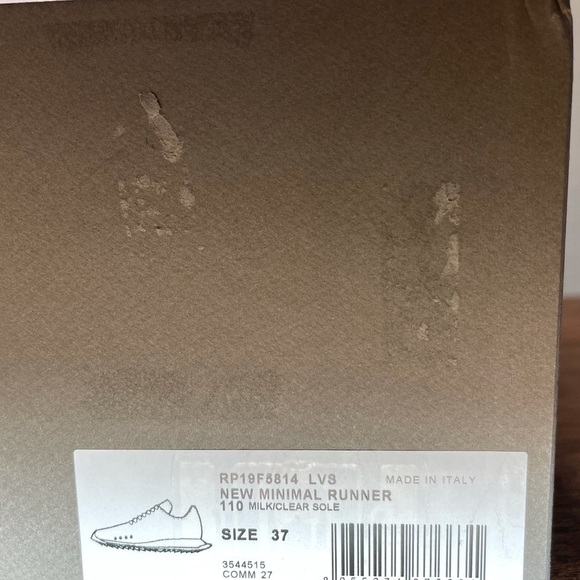 RP19F5814 LVS
MADE IN ITALY
NEW MINIMAL RUNNER
110 MILK/CLEAR SOLE
SIZE 37
3544515
COMM 27